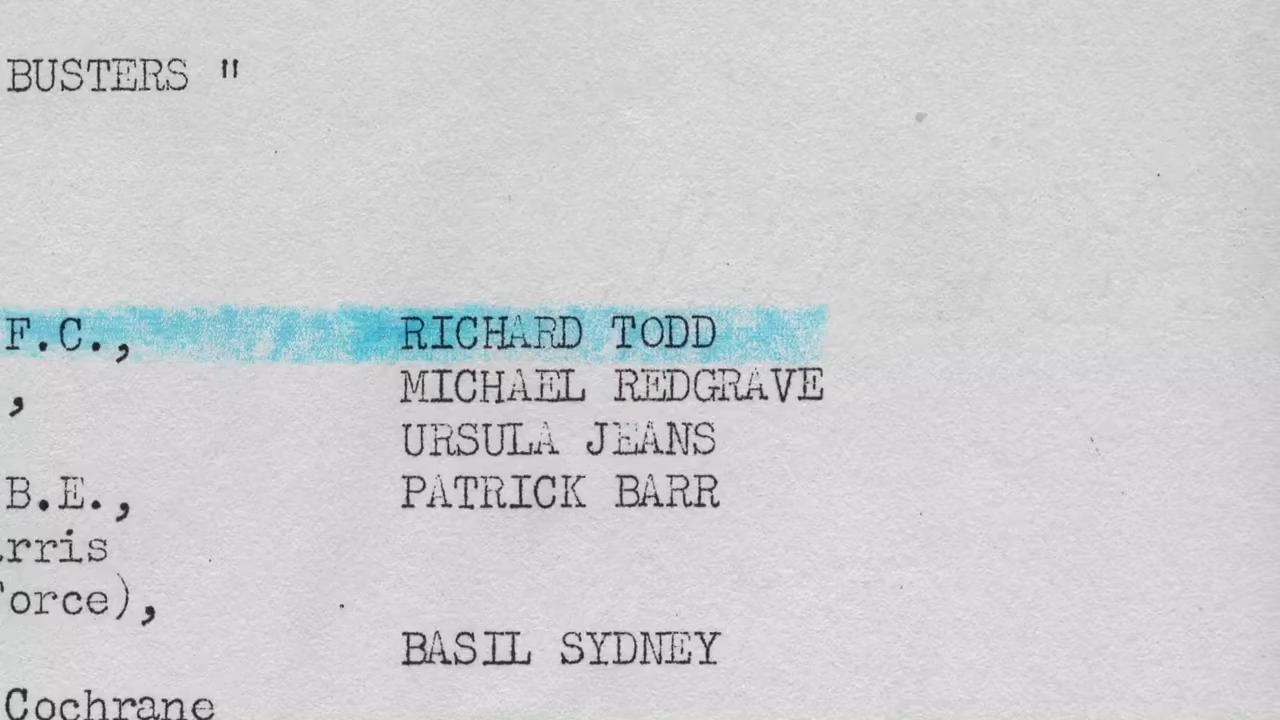 BUSTERS "
F.C., RICHARD TODD
, MICHAEL REDGRAVE
URSULA JEANS
B.E., PATRICK BARR
rris
orce),
BASIL SYDNEY
Cochrane